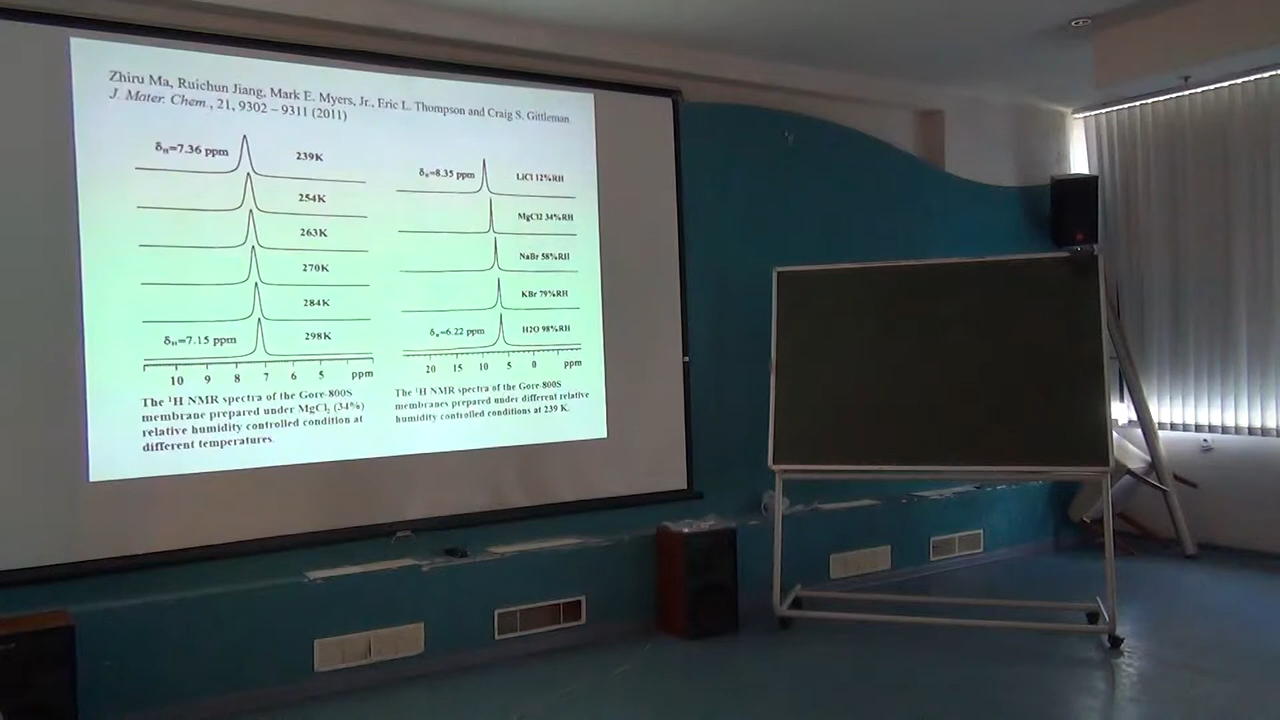 Zhiru Ma, Ruichun Jiang, Mark E. Myers, Jr., Eric L. Thompson and Craig S. Gittleman
J. Mater. Chem., 21, 9302 – 9311 (2011)
δH=7.36 ppm
239K
254K
263K
270K
284K
δH=7.15 ppm
298K
10 9 8 7 6 5 ppm
The ¹H NMR spectra of the Gore-800S
membrane prepared under MgCl₂ (34%)
relative humidity controlled condition at
different temperatures.
δH=8.35 ppm
LiCl 12%RH
MgCl2 34%RH
NaBr 58%RH
KBr 79%RH
δH=6.22 ppm
H2O 98%RH
20 15 10 5 0 ppm
The ¹H NMR spectra of the Gore-800S
membranes prepared under different relative
humidity controlled conditions at 239 K.